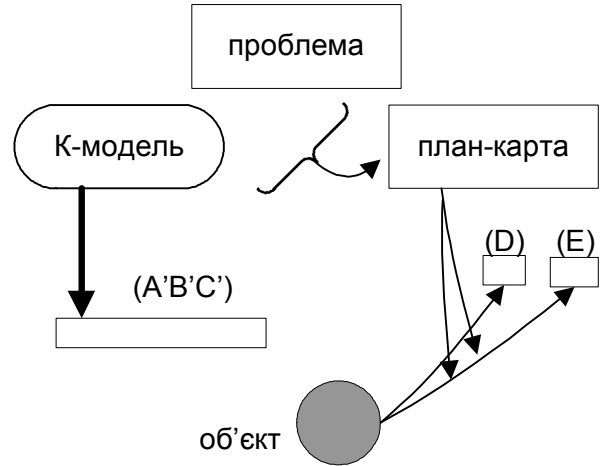 проблема
К-модель
план-карта
(D)
(E)
(A’B’C’)
об’єкт